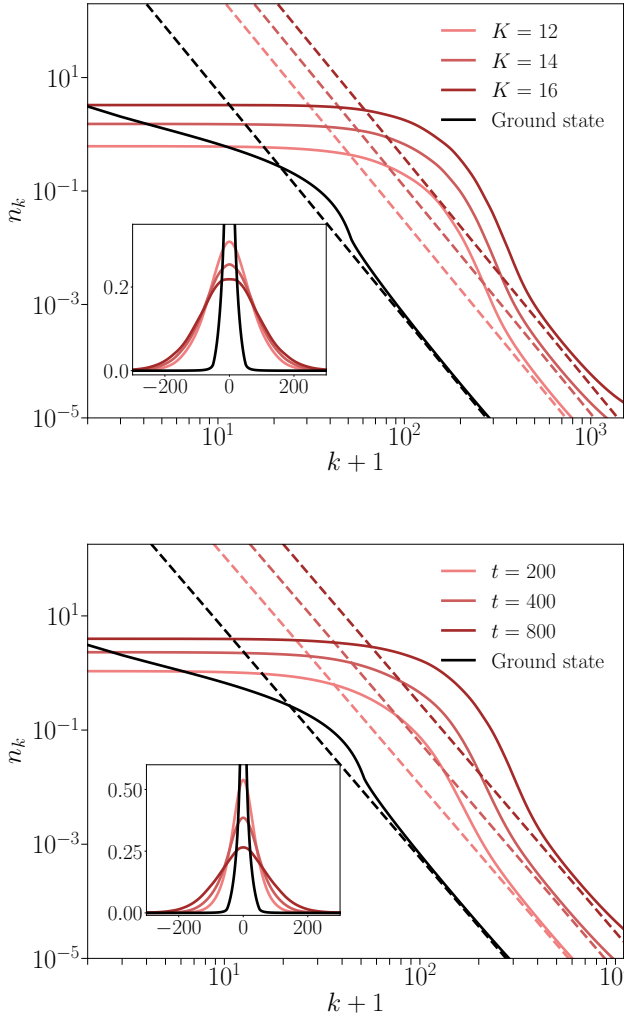 10^1
10^{-1}
10^{-3}
10^{-5}
n_k
K = 12
K = 14
K = 16
Ground state
0.2
0.0
−200 0 200
10^1 10^2 10^3
k + 1
10^1
10^{-1}
10^{-3}
10^{-5}
n_k
t = 200
t = 400
t = 800
Ground state
0.50
0.25
0.00
−200 0 200
10^1 10^2 10
k + 1